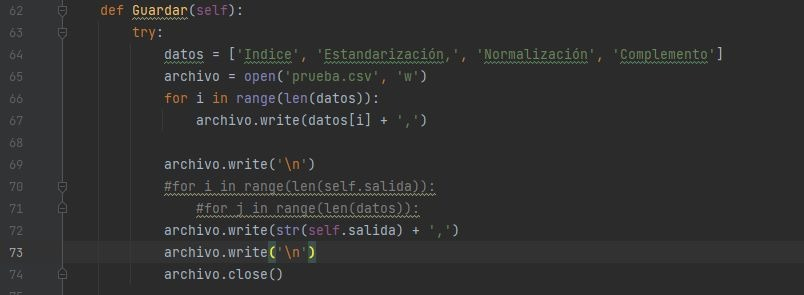 62 def Guardar(self):
63 try:
64 datos = ['Indice', 'Estandarización,', 'Normalización', 'Complemento']
65 archivo = open('prueba.csv', 'w')
66 for i in range(len(datos)):
67 archivo.write(datos[i] + ',')
68
69 archivo.write('\n')
70 #for i in range(len(self.salida)):
71 #for j in range(len(datos)):
72 archivo.write(str(self.salida) + ',')
73 archivo.write('\n')
74 archivo.close()